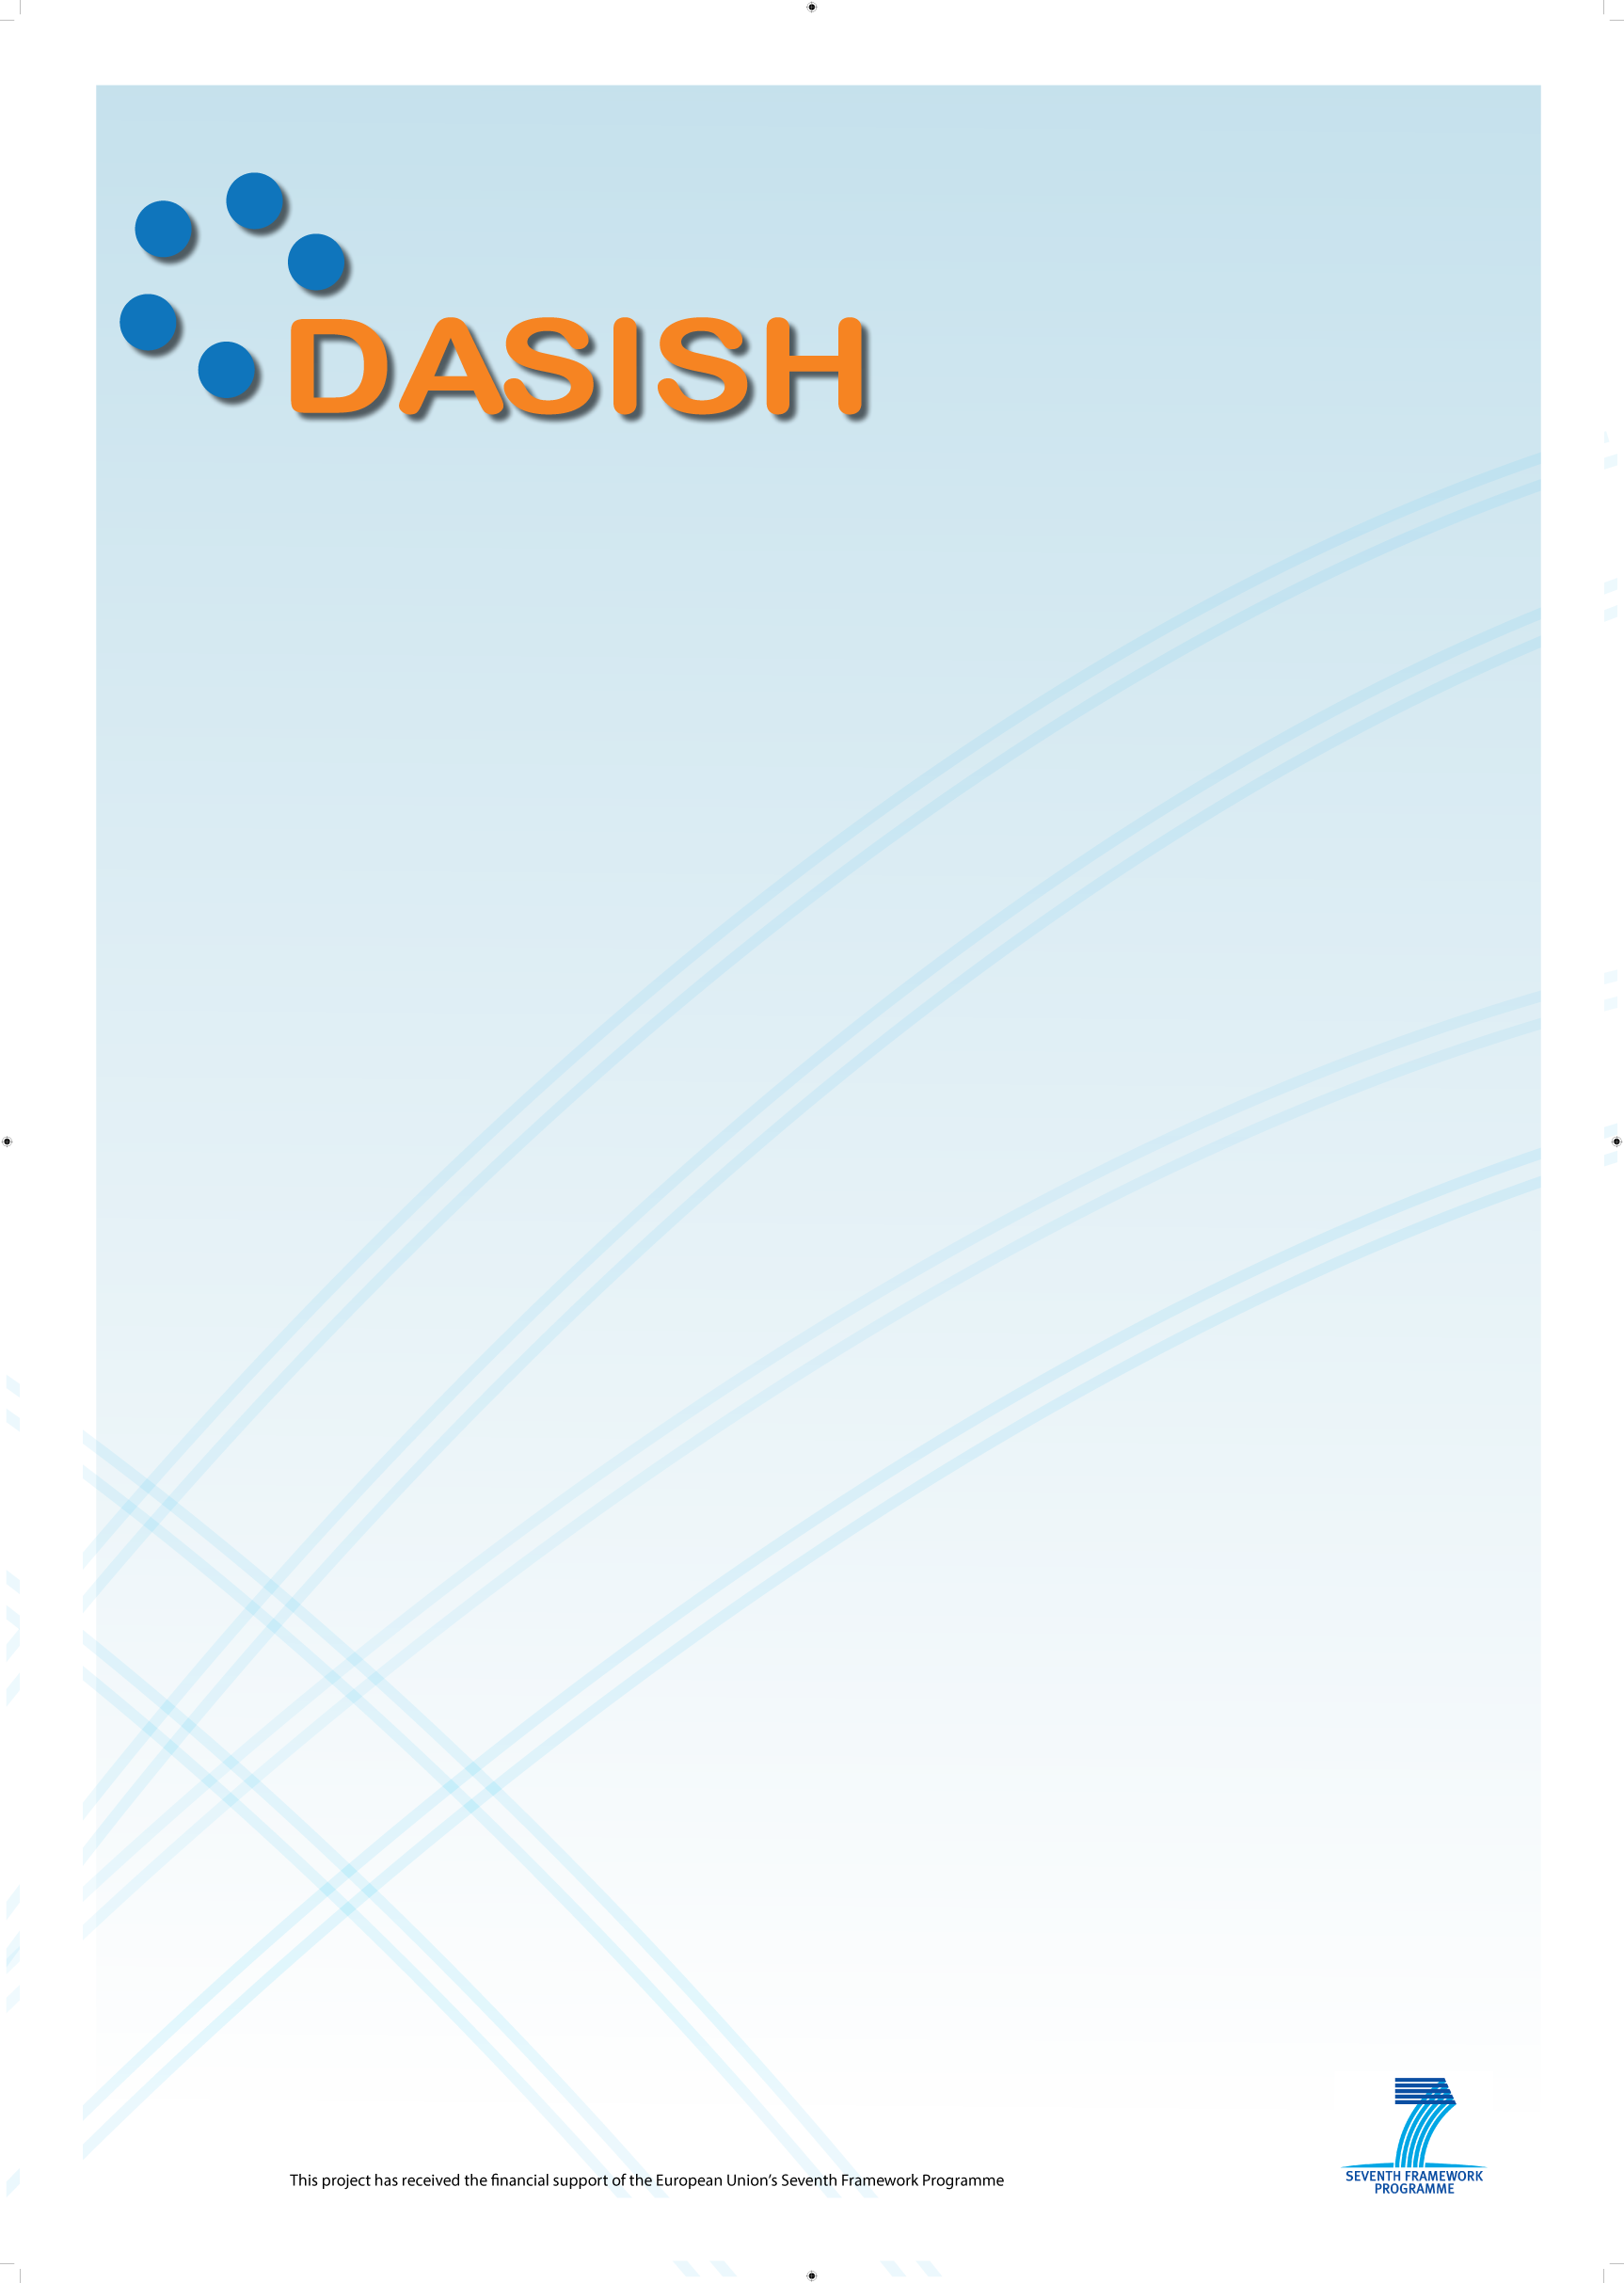 DASISH
This project has received the financial support of the European Union’s Seventh Framework Programme
SEVENTH FRAMEWORK
PROGRAMME